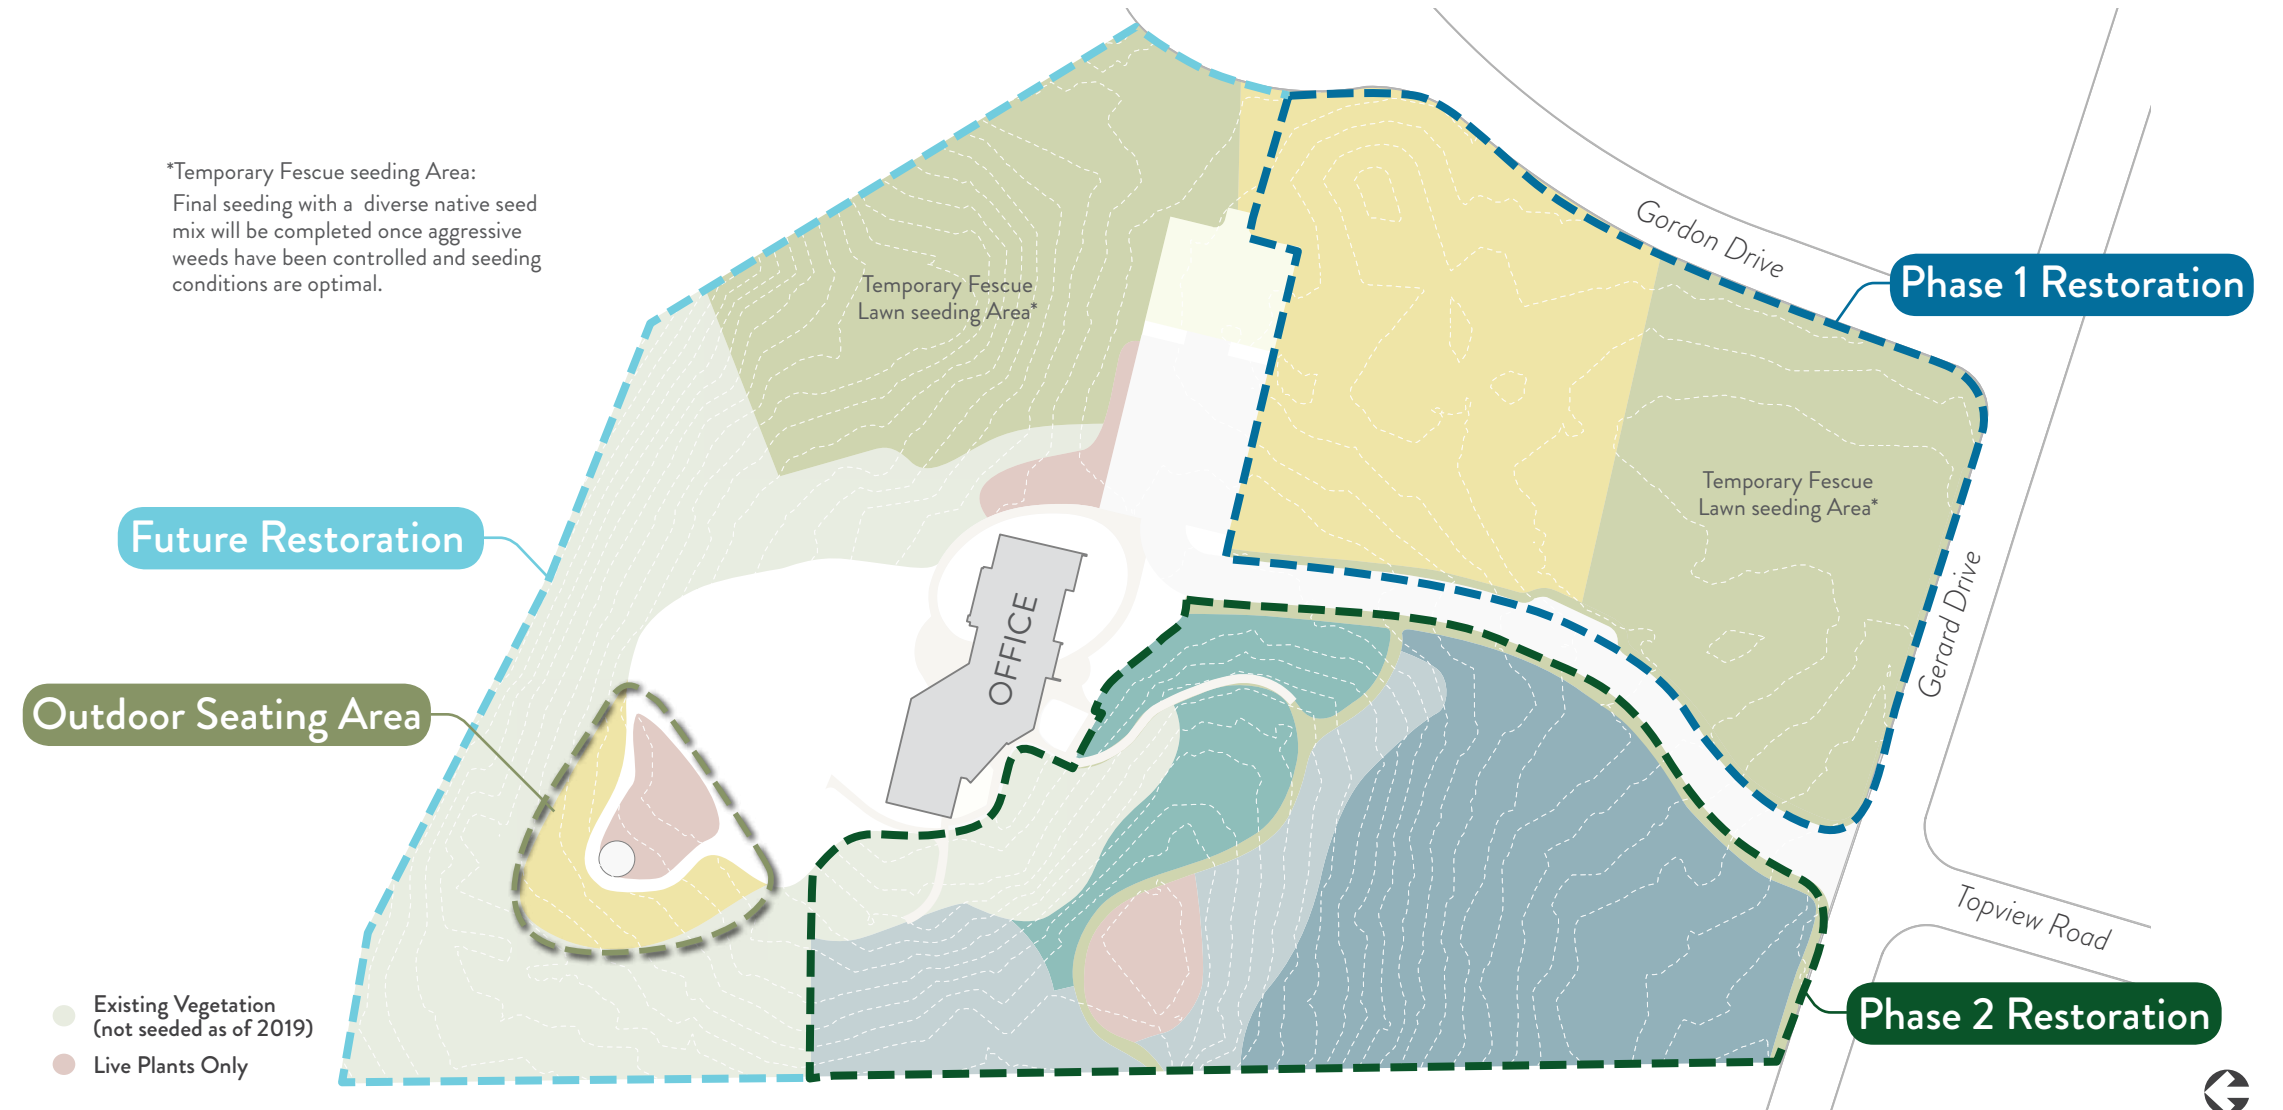 *Temporary Fescue seeding Area:
Final seeding with a diverse native seed
mix will be completed once aggressive
weeds have been controlled and seeding
conditions are optimal.
Temporary Fescue
Lawn seeding Area*
Gordon Drive
Phase 1 Restoration
Temporary Fescue
Lawn seeding Area*
Future Restoration
Gerard Drive
OFFICE
Outdoor Seating Area
Topview Road
Existing Vegetation
(not seeded as of 2019)
Live Plants Only
Phase 2 Restoration